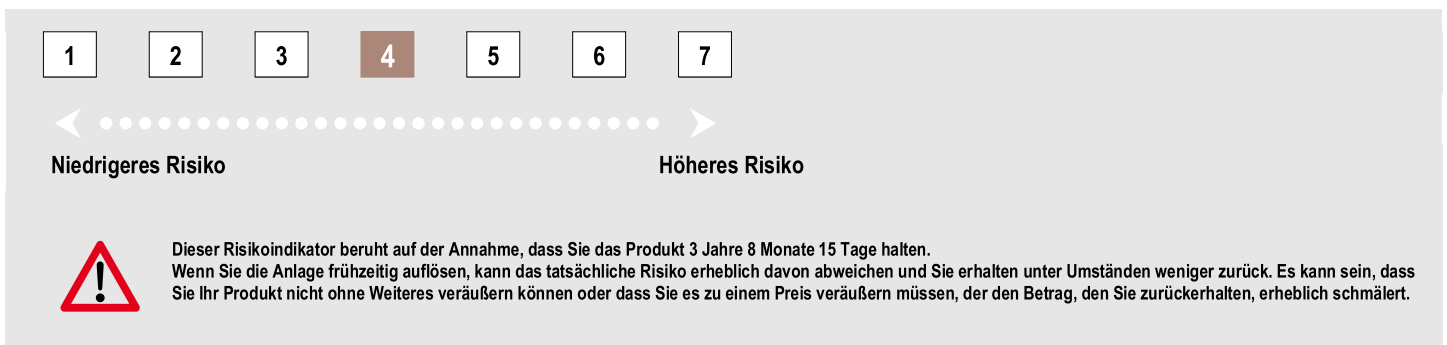 1 2 3 4 5 6 7
Niedrigeres Risiko Höheres Risiko
Dieser Risikoindikator beruht auf der Annahme, dass Sie das Produkt 3 Jahre 8 Monate 15 Tage halten.
Wenn Sie die Anlage frühzeitig auflösen, kann das tatsächliche Risiko erheblich davon abweichen und Sie erhalten unter Umständen weniger zurück. Es kann sein, dass
Sie Ihr Produkt nicht ohne Weiteres veräußern können oder dass Sie es zu einem Preis veräußern müssen, der den Betrag, den Sie zurückerhalten, erheblich schmälert.